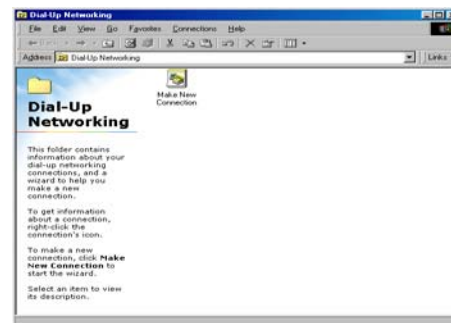 Dial-Up Networking
File Edit View Go Favorites Connections Help
Address Dial-Up Networking Links
Make New
Connection
Dial-Up
Networking
This folder contains
information about your
dial-up networking
connections, and a
wizard to help you
make a new
connection.
To get information
about a connection,
right-click the
connection's icon.
To make a new
connection, click Make
New Connection to
start the wizard.
Select an item to view
its description.